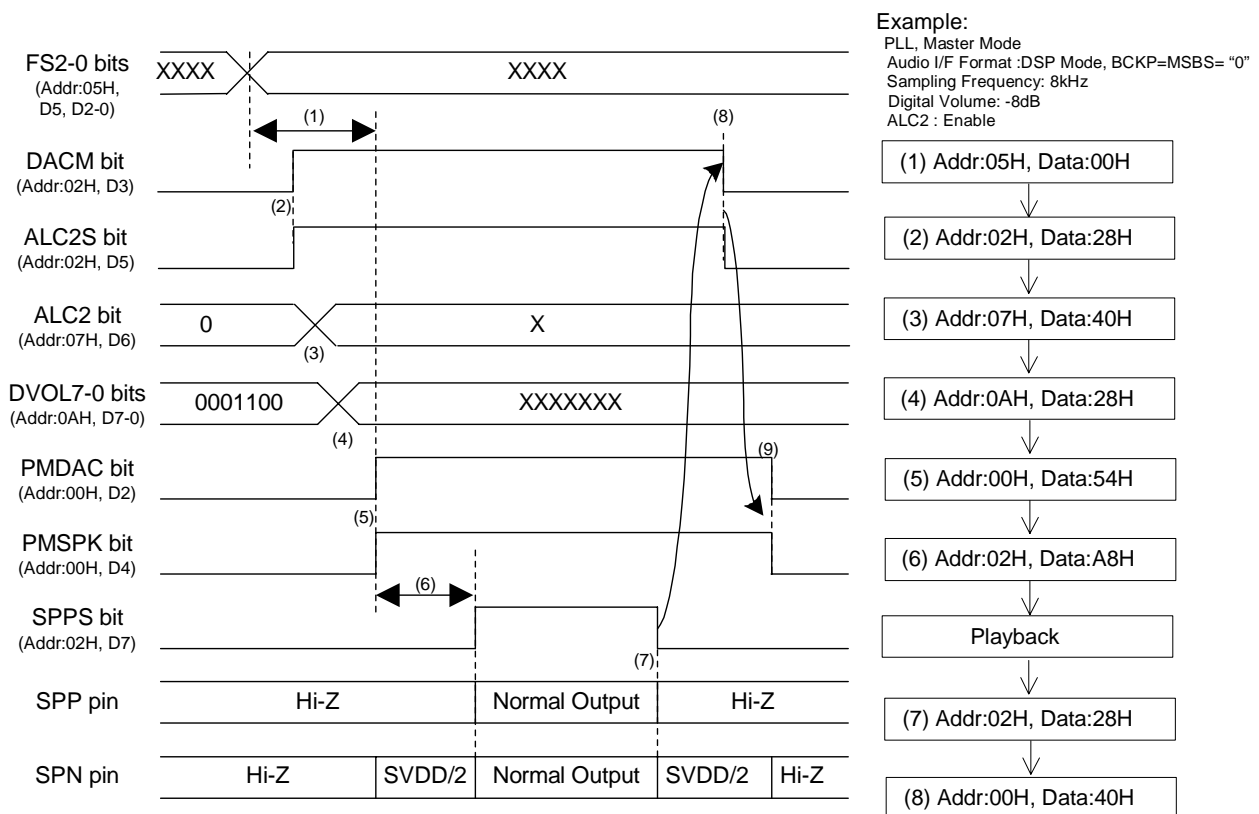 FS2-0 bits
(Addr:05H,
D5, D2-0)
XXXX
XXXX
(1)
(8)
DACM bit
(Addr:02H, D3)
(2)
ALC2S bit
(Addr:02H, D5)
ALC2 bit
(Addr:07H, D6)
0
X
(3)
DVOL7-0 bits
(Addr:0AH, D7-0)
0001100
XXXXXXX
(4)
PMDAC bit
(Addr:00H, D2)
(9)
(5)
PMSPK bit
(Addr:00H, D4)
(6)
SPPS bit
(Addr:02H, D7)
(7)
SPP pin
Hi-Z
Normal Output
Hi-Z
SPN pin
Hi-Z
SVDD/2
Normal Output
SVDD/2
Hi-Z
Example:
PLL, Master Mode
Audio I/F Format :DSP Mode, BCKP=MSBS= “0”
Sampling Frequency: 8kHz
Digital Volume: -8dB
ALC2 : Enable
(1) Addr:05H, Data:00H
(2) Addr:02H, Data:28H
(3) Addr:07H, Data:40H
(4) Addr:0AH, Data:28H
(5) Addr:00H, Data:54H
(6) Addr:02H, Data:A8H
Playback
(7) Addr:02H, Data:28H
(8) Addr:00H, Data:40H